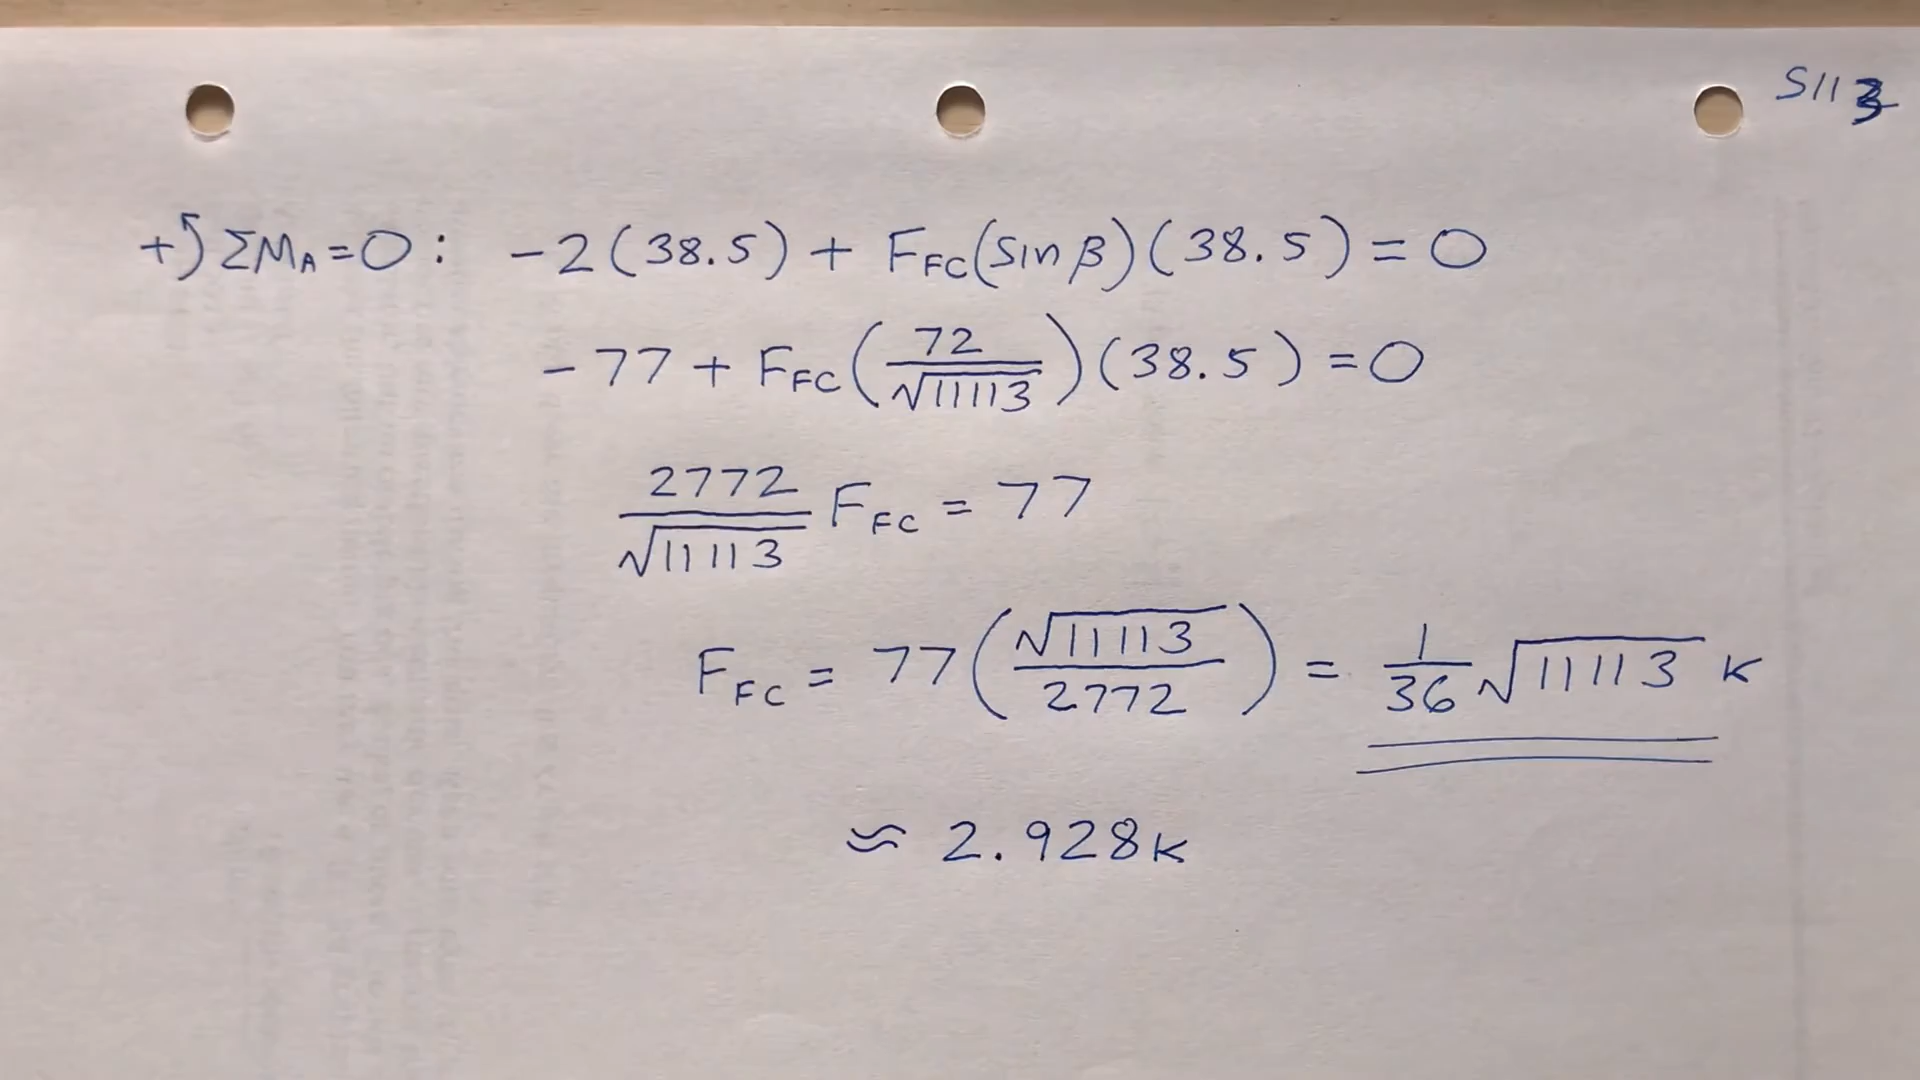 S113
+↺ ΣM_A = 0 : -2(38.5) + F_FC(sin β)(38.5) = 0
-77 + F_FC(72/√11113)(38.5) = 0
2772/√11113 F_FC = 77
F_FC = 77(√11113/2772) = 1/36 √11113 K
≈ 2.928K